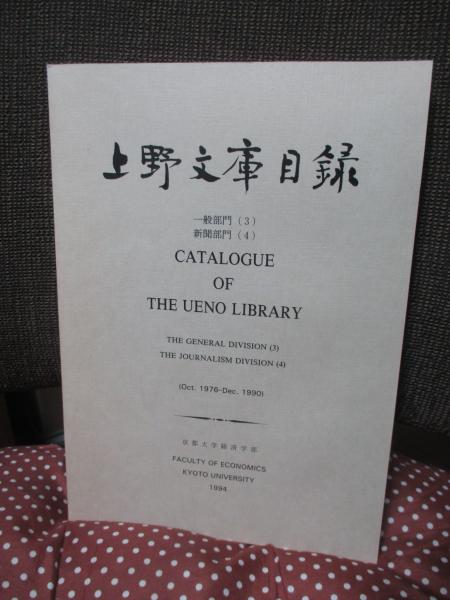 上野文庫目録
一般部門（3）
新聞部門（4）
CATALOGUE
OF
THE UENO LIBRARY
THE GENERAL DIVISION (3)
THE JOURNALISM DIVISION (4)
(Oct. 1976–Dec. 1990)
京都大学経済学部
FACULTY OF ECONOMICS
KYOTO UNIVERSITY
1994